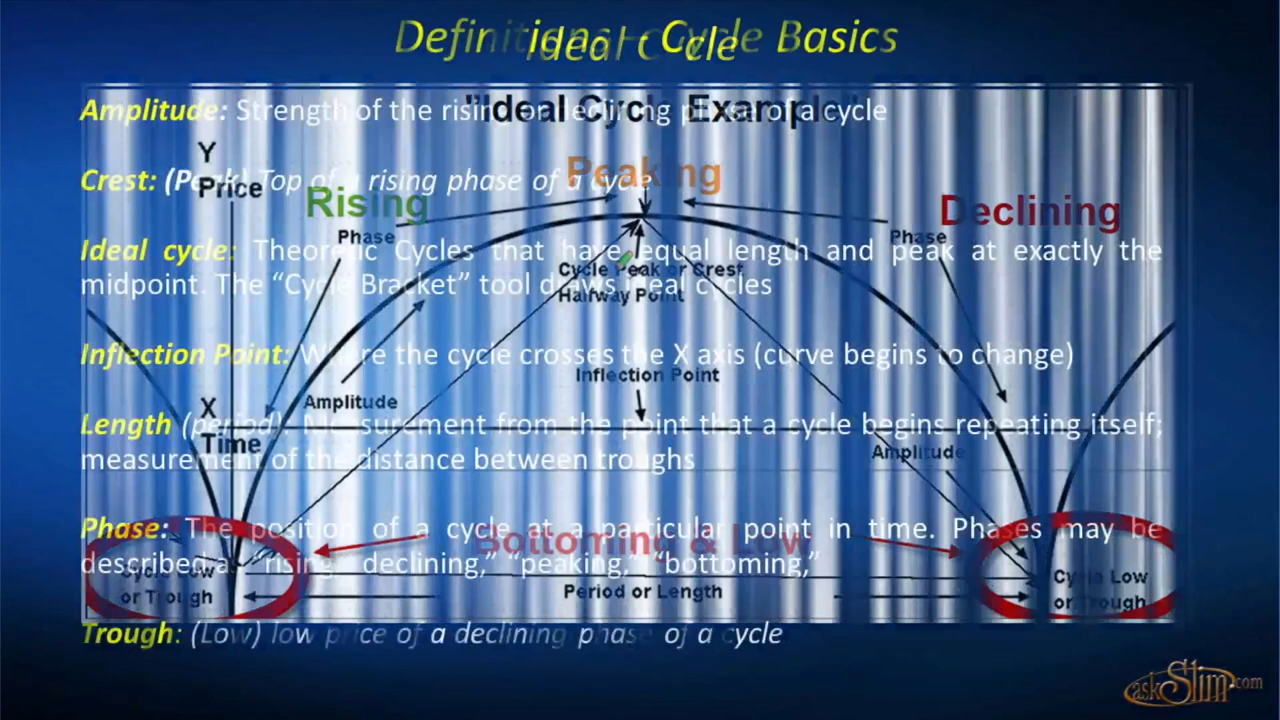 Definitions – Cycle Basics
Ideal Cycle
Amplitude: Strength of the rising or declining phase of a cycle
"Ideal Cycle Example"
Y
Price
Crest: (Peak) Top of a rising phase of a cycle
Peaking
Rising
Phase
Declining
Phase
Ideal cycle: Theoretic Cycles that have equal length and peak at exactly the
midpoint. The “Cycle Bracket” tool draws ideal cycles
Cycle Peak or Crest
Halfway Point
Inflection Point: Where the cycle crosses the X axis (curve begins to change)
Inflection Point
Amplitude
X
Time
Length (period): Measurement from the point that a cycle begins repeating itself;
measurement of the distance between troughs
Amplitude
Phase: The position of a cycle at a particular point in time. Phases may be
described as “rising,” declining,” “peaking,” “bottoming,”
Bottoming & Low
Cycle Low
or Trough
Period or Length
Cycle Low
or Trough
Trough: (Low) low price of a declining phase of a cycle
askSlim.com